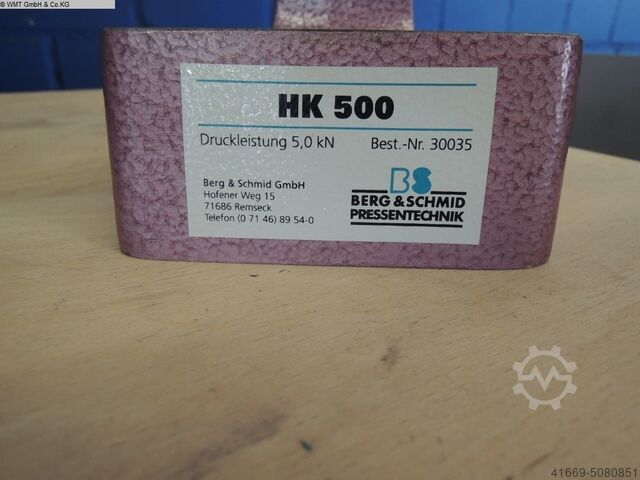 © WMT GmbH & Co.KG
HK 500
Druckleistung 5,0 kN Best.-Nr. 30035
Berg & Schmid GmbH
Hofener Weg 15
71686 Remseck
Telefon (0 71 46) 89 54-0
BS
BERG & SCHMID
PRESSENTECHNIK
41669-5080851